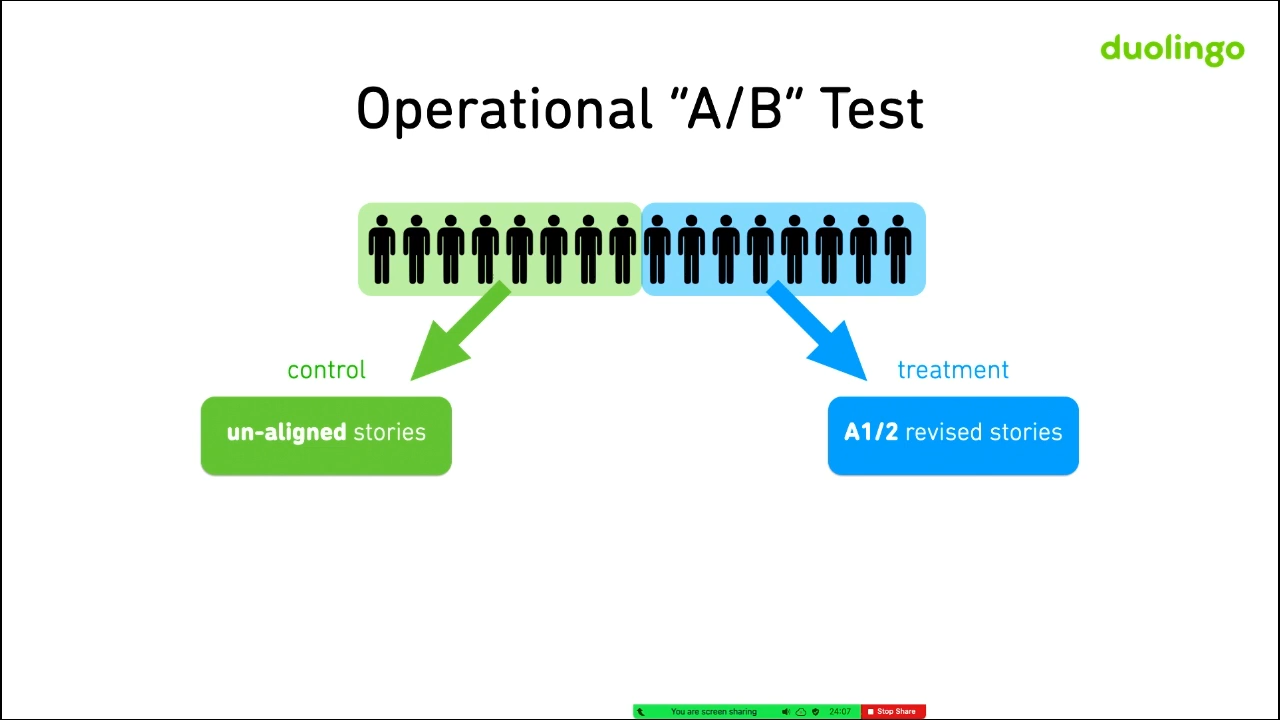 duolingo
Operational "A/B" Test
control
treatment
un-aligned stories
A1/2 revised stories
You are screen sharing
24:07
Stop Share